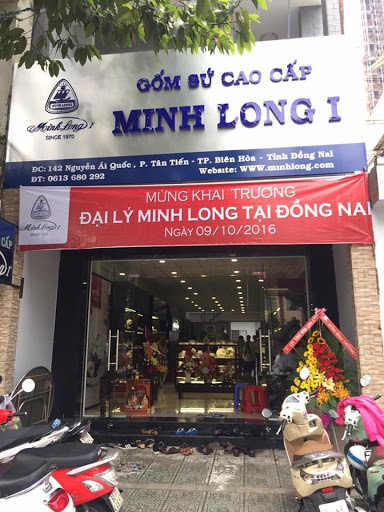 GỐM SỨ CAO CẤP
MINH LONG I
MINH LONG
Minh Long I
SINCE 1970
ĐC: 142 Nguyễn Ái Quốc , P. Tân Tiến - TP. Biên Hòa - Tỉnh Đồng Nai
ĐT: 0613 680 292
Website: www.minhlong.com
MỪNG KHAI TRƯƠNG
ĐẠI LÝ MINH LONG TẠI ĐỒNG NAI
NGÀY 09/10/2016
Minh Long I
CẤP
I